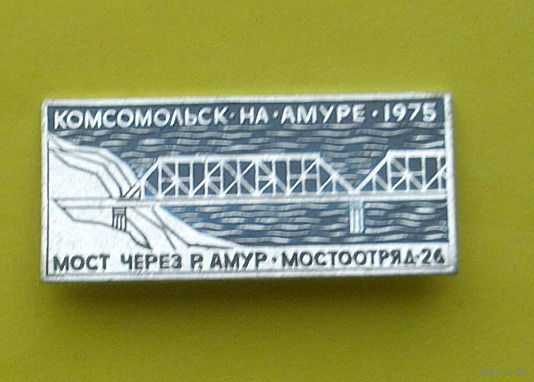 КОМСОМОЛЬСК·НА·АМУРЕ·1975
МОСТ ЧЕРЕЗ Р. АМУР·МОСТООТРЯД-26